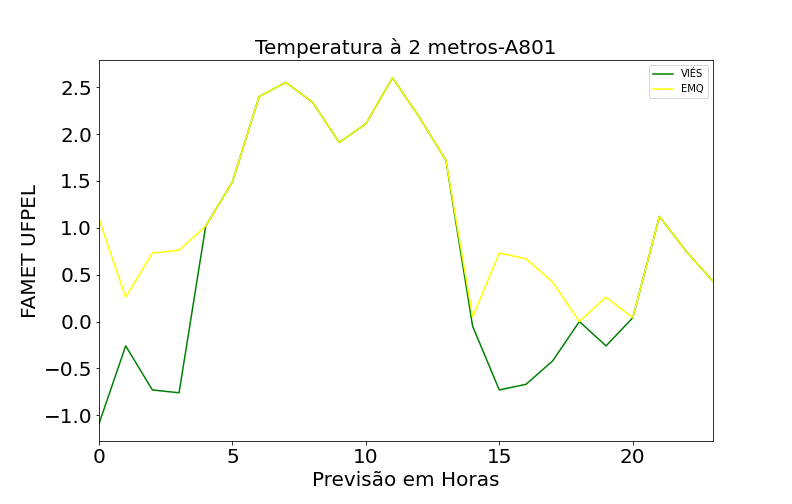 Temperatura à 2 metros-A801
VIÉS
EMQ
FAMET UFPEL
2.5
2.0
1.5
1.0
0.5
0.0
−0.5
−1.0
0 5 10 15 20
Previsão em Horas